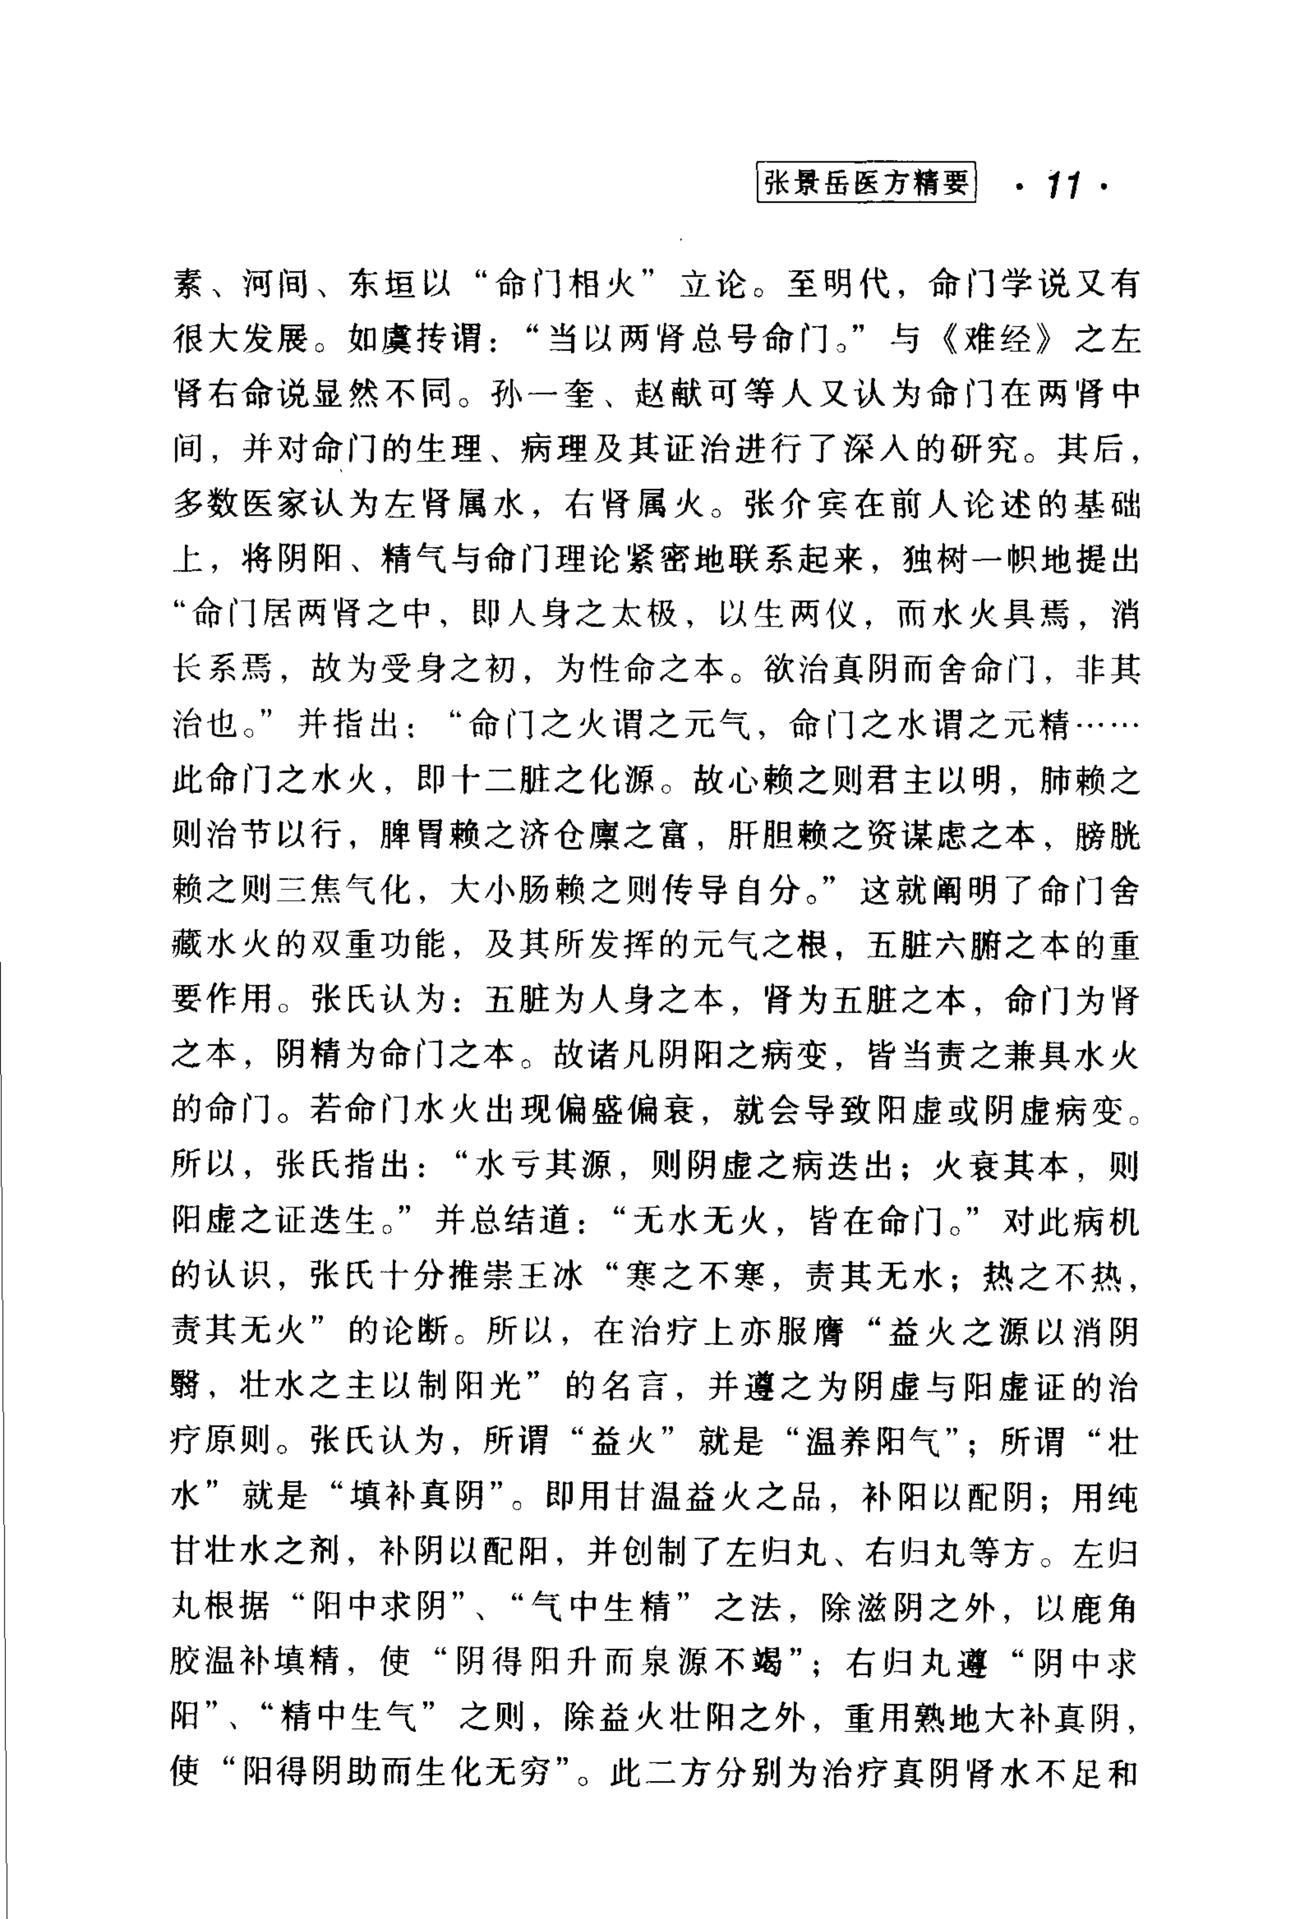 张景岳医方精要 · 11 ·
素、河间、东垣以“命门相火”立论。至明代，命门学说又有
很大发展。如虞抟谓：“当以两肾总号命门。”与《难经》之左
肾右命说显然不同。孙一奎、赵献可等人又认为命门在两肾中
间，并对命门的生理、病理及其证治进行了深入的研究。其后，
多数医家认为左肾属水，右肾属火。张介宾在前人论述的基础
上，将阴阳、精气与命门理论紧密地联系起来，独树一帜地提出
“命门居两肾之中，即人身之太极，以生两仪，而水火具焉，消
长系焉，故为受身之初，为性命之本。欲治真阴而舍命门，非其
治也。”并指出：“命门之火谓之元气，命门之水谓之元精……
此命门之水火，即十二脏之化源。故心赖之则君主以明，肺赖之
则治节以行，脾胃赖之济仓廪之富，肝胆赖之资谋虑之本，膀胱
赖之则三焦气化，大小肠赖之则传导自分。”这就阐明了命门舍
藏水火的双重功能，及其所发挥的元气之根，五脏六腑之本的重
要作用。张氏认为：五脏为人身之本，肾为五脏之本，命门为肾
之本，阴精为命门之本。故诸凡阴阳之病变，皆当责之兼具水火
的命门。若命门水火出现偏盛偏衰，就会导致阳虚或阴虚病变。
所以，张氏指出：“水亏其源，则阴虚之病迭出；火衰其本，则
阳虚之证迭生。”并总结道：“无水无火，皆在命门。”对此病机
的认识，张氏十分推崇王冰“寒之不寒，责其无水；热之不热，
责其无火”的论断。所以，在治疗上亦服膺“益火之源以消阴
翳，壮水之主以制阳光”的名言，并遵之为阴虚与阳虚证的治
疗原则。张氏认为，所谓“益火”就是“温养阳气”；所谓“壮
水”就是“填补真阴”。即用甘温益火之品，补阳以配阴；用纯
甘壮水之剂，补阴以配阳，并创制了左归丸、右归丸等方。左归
丸根据“阳中求阴”、“气中生精”之法，除滋阴之外，以鹿角
胶温补填精，使“阴得阳升而泉源不竭”；右归丸遵“阴中求
阳”、“精中生气”之则，除益火壮阳之外，重用熟地大补真阴，
使“阳得阴助而生化无穷”。此二方分别为治疗真阴肾水不足和